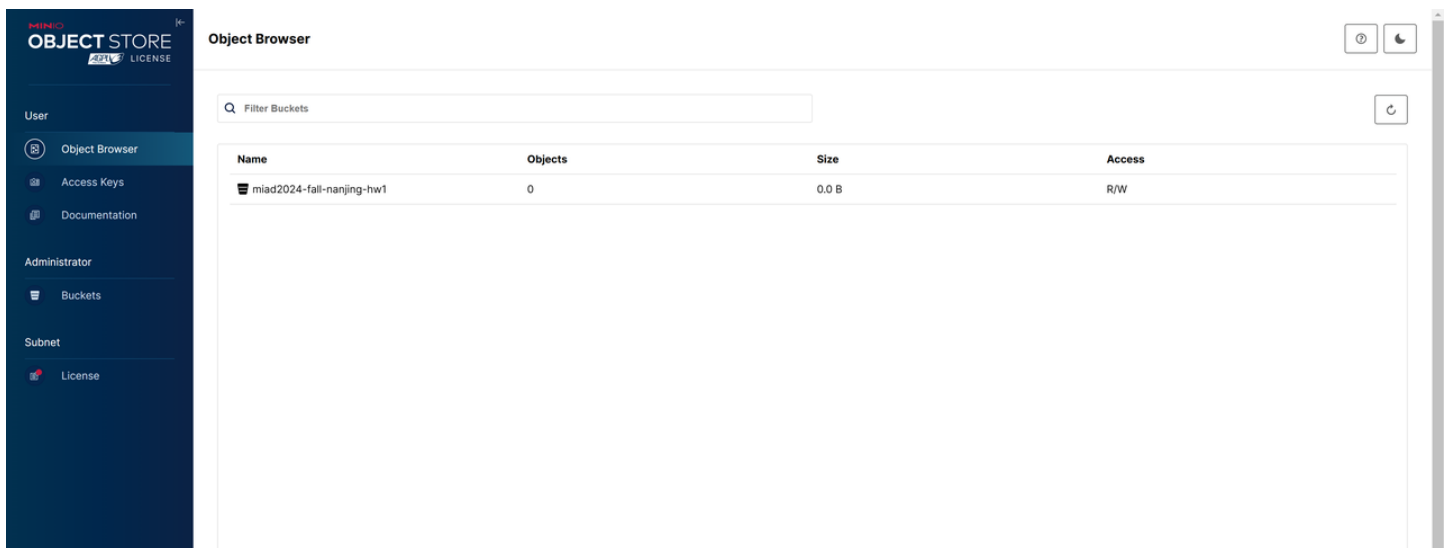 MINIO
OBJECT STORE
AGPLv3 LICENSE
Object Browser
User
Filter Buckets
Object Browser
Name Objects Size Access
Access Keys
miad2024-fall-nanjing-hw1 0 0.0 B R/W
Documentation
Administrator
Buckets
Subnet
License